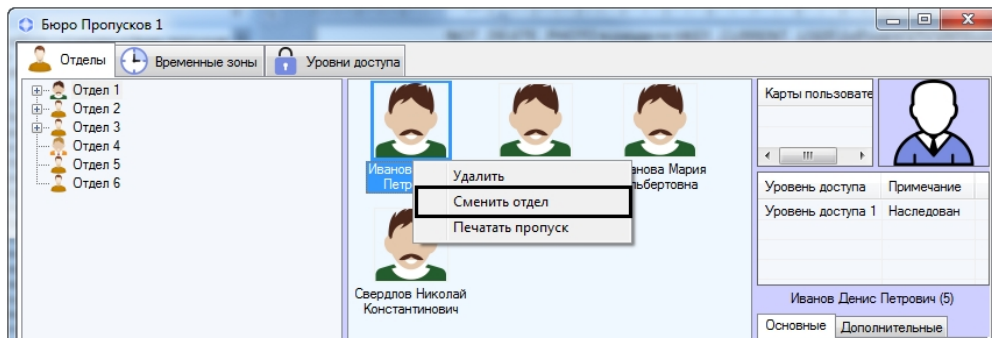 Бюро Пропусков 1
Отделы
Временные зоны
Уровни доступа
Отдел 1
Отдел 2
Отдел 3
Отдел 4
Отдел 5
Отдел 6
Иванов
Петр
анова Мария
льбертовна
Удалить
Сменить отдел
Печатать пропуск
Свердлов Николай
Константинович
Карты пользовате
Уровень доступа Примечание
Уровень доступа 1 Наследован
Иванов Денис Петрович (5)
Основные Дополнительные